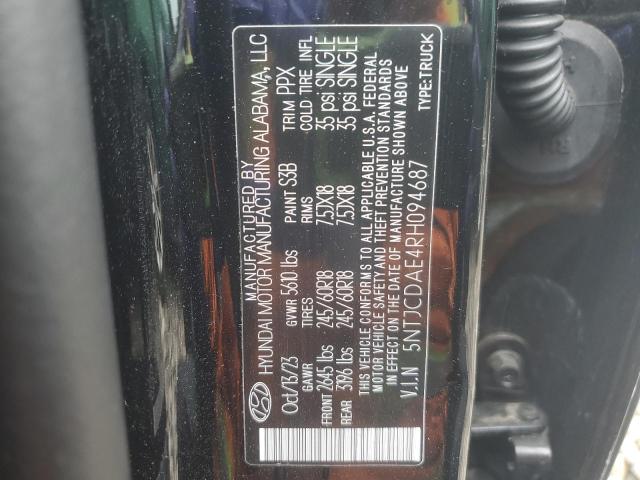 MANUFACTURED BY
HYUNDAI MOTOR MANUFACTURING ALABAMA, LLC
Oct/13/23 GVWR 5610 lbs PAINT S3B TRIM PPX
GAWR TIRES RIMS COLD TIRE INFL
FRONT 2645 lbs 245/60R18 7.5JX18 35 psi SINGLE
REAR 3196 lbs 245/60R18 7.5JX18 35 psi SINGLE
THIS VEHICLE CONFORMS TO ALL APPLICABLE U.S.A. FEDERAL
MOTOR VEHICLE SAFETY AND THEFT PREVENTION STANDARDS
IN EFFECT ON THE DATE OF MANUFACTURE SHOWN ABOVE
V.I.N 5NTJCDAE4RH094687 TYPE:TRUCK
RH